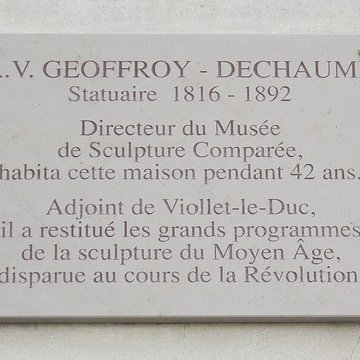 .V. GEOFFROY - DECHAUM
Statuaire 1816 - 1892
Directeur du Musée
de Sculpture Comparée,
habita cette maison pendant 42 ans.
Adjoint de Viollet-le-Duc,
il a restitué les grands programmes
de la sculpture du Moyen Âge,
disparue au cours de la Révolution